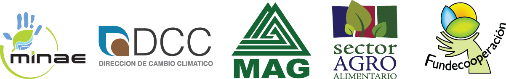 minae
DCC
DIRECCION DE CAMBIO CLIMATICO
MAG
sector
AGRO
ALIMENTARIO
Fundecooperación